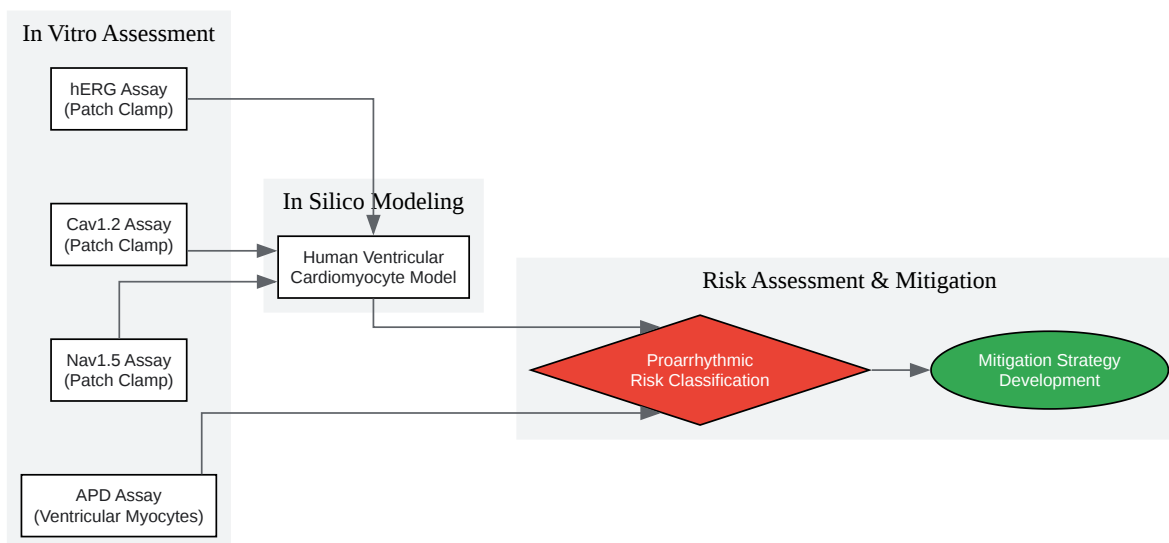 In Vitro Assessment
hERG Assay
(Patch Clamp)
Cav1.2 Assay
(Patch Clamp)
Nav1.5 Assay
(Patch Clamp)
APD Assay
(Ventricular Myocytes)
In Silico Modeling
Human Ventricular
Cardiomyocyte Model
Risk Assessment & Mitigation
Proarrhythmic
Risk Classification
Mitigation Strategy
Development